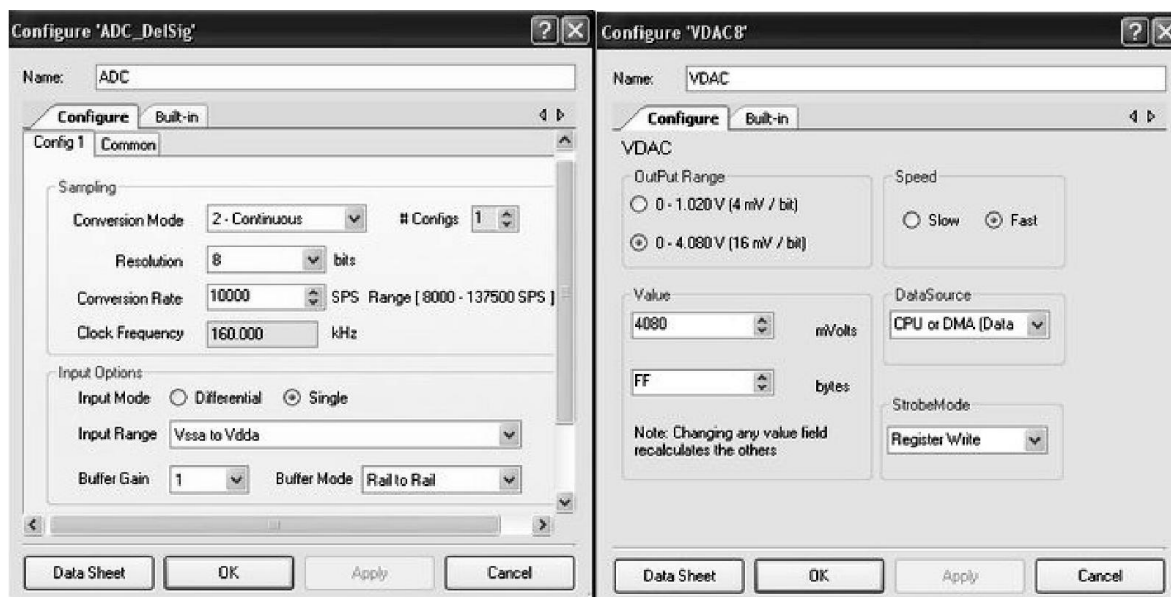 Configure 'ADC_DelSig'
Name: ADC
Configure Built-in
Config 1 Common
Sampling
Conversion Mode 2 - Continuous # Configs 1
Resolution 8 bits
Conversion Rate 10000 SPS Range [ 8000 - 137500 SPS ]
Clock Frequency 160.000 kHz
Input Options
Input Mode Differential Single
Input Range Vssa to Vdda
Buffer Gain 1 Buffer Mode Rail to Rail
Data Sheet OK Apply Cancel
Configure 'VDAC8'
Name: VDAC
Configure Built-in
VDAC
OutPut Range
0 - 1.020 V (4 mV / bit)
0 - 4.080 V (16 mV / bit)
Speed
Slow Fast
Value
4080 mVolts
FF bytes
Note: Changing any value field
recalculates the others
DataSource
CPU or DMA (Data
StrobeMode
Register Write
Data Sheet OK Apply Cancel